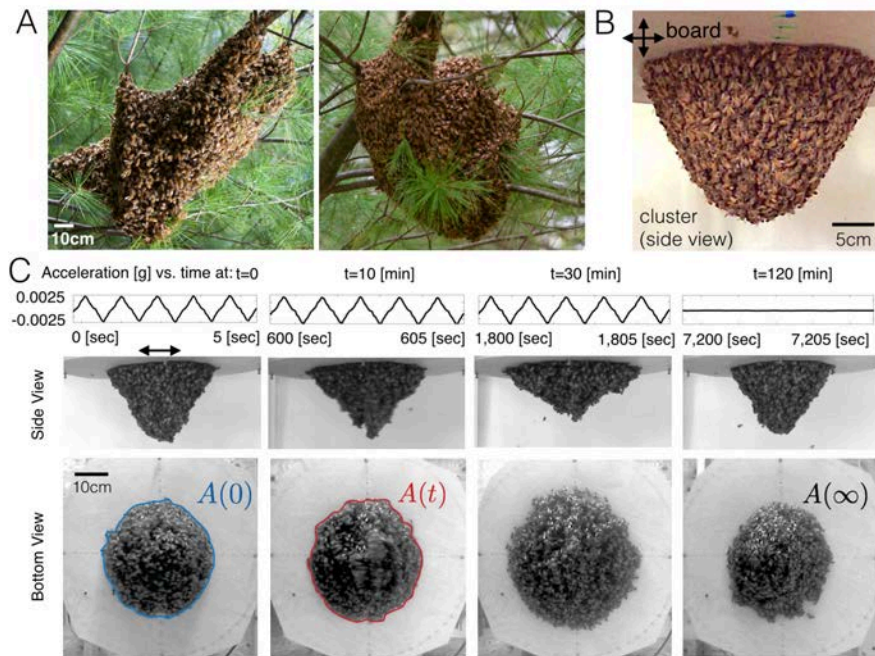 A
10cm
B
board
cluster
(side view)
5cm
C
Acceleration [g] vs. time at: t=0
t=10 [min]
t=30 [min]
t=120 [min]
0.0025
-0.0025
0 [sec]
5 [sec]
600 [sec]
605 [sec]
1,800 [sec]
1,805 [sec]
7,200 [sec]
7,205 [sec]
Side View
10cm
A(0)
A(t)
A(∞)
Bottom View